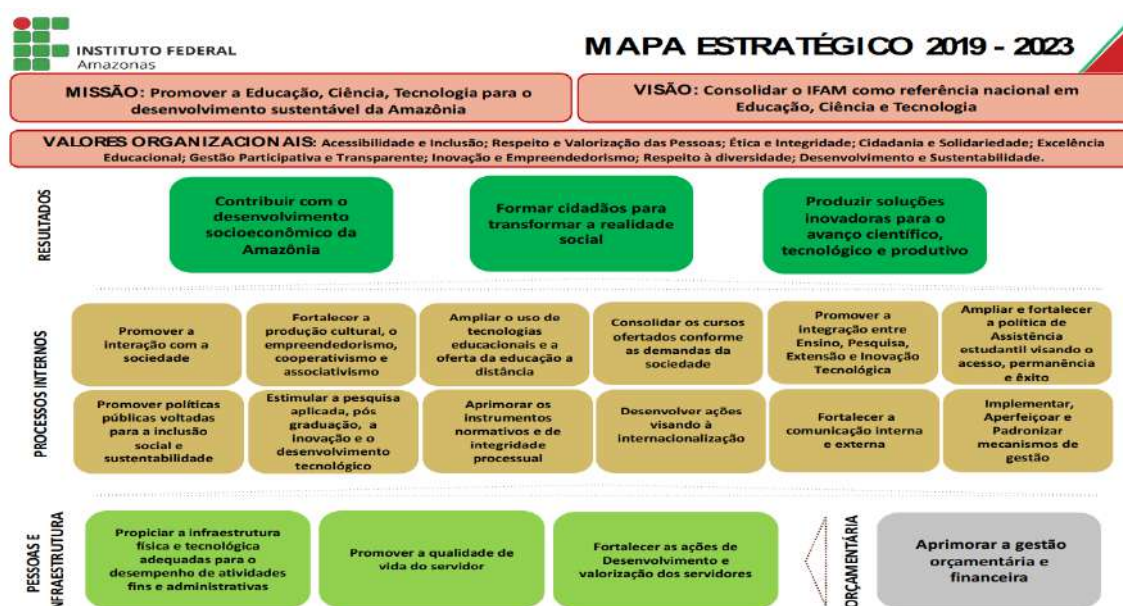 INSTITUTO FEDERAL
Amazonas
MAPA ESTRATÉGICO 2019 - 2023
MISSÃO: Promover a Educação, Ciência, Tecnologia para o
desenvolvimento sustentável da Amazônia
VISÃO: Consolidar o IFAM como referência nacional em
Educação, Ciência e Tecnologia
VALORES ORGANIZACIONAIS: Acessibilidade e Inclusão; Respeito e Valorização das Pessoas; Ética e Integridade; Cidadania e Solidariedade; Excelência
Educacional; Gestão Participativa e Transparente; Inovação e Empreendedorismo; Respeito à diversidade; Desenvolvimento e Sustentabilidade.
RESULTADOS
Contribuir com o
desenvolvimento
socioeconômico da
Amazônia
Formar cidadãos para
transformar a realidade
social
Produzir soluções
inovadoras para o
avanço científico,
tecnológico e produtivo
PROCESSOS INTERNOS
Promover a
interação com a
sociedade
Fortalecer a
produção cultural, o
empreendedorismo,
cooperativismo e
associativismo
Ampliar o uso de
tecnologias
educacionais e a
oferta da educação a
distância
Consolidar os cursos
ofertados conforme
as demandas da
sociedade
Promover a
integração entre
Ensino, Pesquisa,
Extensão e Inovação
Tecnológica
Ampliar e fortalecer
a política de
Assistência
estudantil visando o
acesso, permanência
e êxito
Promover políticas
públicas voltadas
para a inclusão
social e
sustentabilidade
Estimular a pesquisa
aplicada, pós
graduação, a
Inovação e o
desenvolvimento
tecnológico
Aprimorar os
instrumentos
normativos e de
integridade
processual
Desenvolver ações
visando à
internacionalização
Fortalecer a
comunicação interna
e externa
Implementar,
Aperfeiçoar e
Padronizar
mecanismos de
gestão
PESSOAS E
INFRAESTRUTURA
Propiciar a infraestrutura
física e tecnológica
adequadas para o
desempenho de atividades
fins e administrativas
Promover a qualidade de
vida do servidor
Fortalecer as ações de
Desenvolvimento e
valorização dos servidores
ORÇAMENTÁRIA
Aprimorar a gestão
orçamentária e
financeira